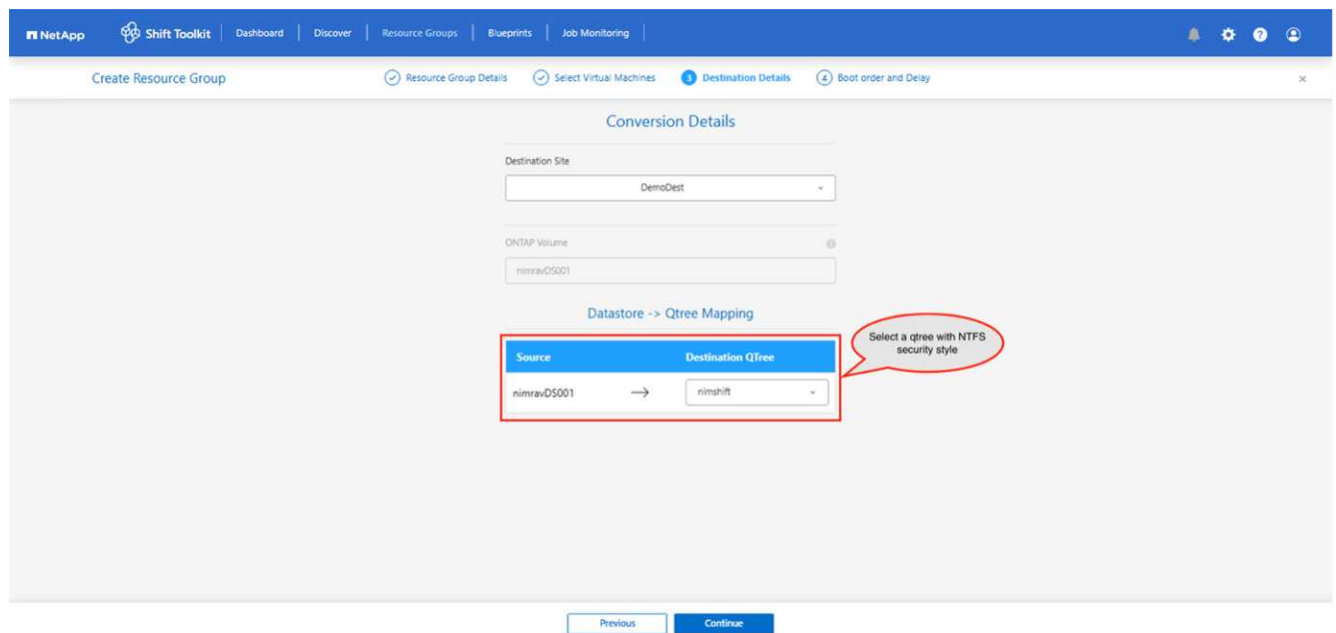 NetApp Shift Toolkit Dashboard Discover Resource Groups Blueprints Job Monitoring ?
Create Resource Group Resource Group Details Select Virtual Machines 3 Destination Details 4 Boot order and Delay ×
Conversion Details
Destination Site
DemoDest
ONTAP Volume
nimravDS001
Datastore -> Qtree Mapping
Select a qtree with NTFS
security style
Source Destination QTree
nimravDS001 → nimshift
Previous Continue